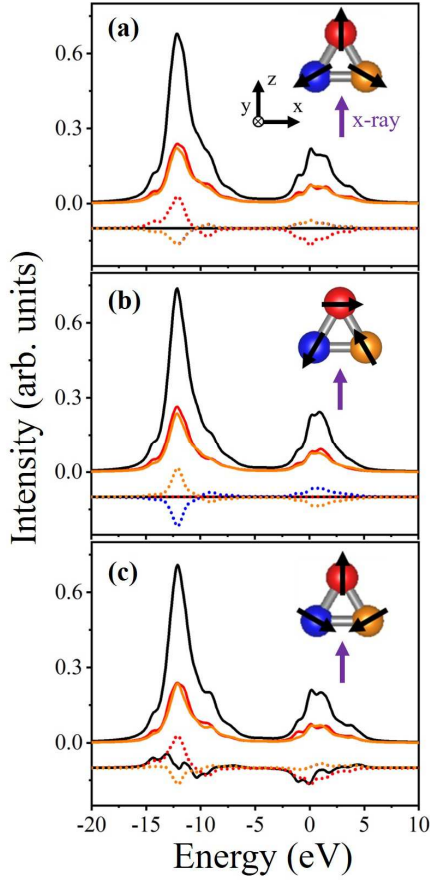 (a)
z
y
x
x-ray
0.6
0.3
0.0
(b)
0.6
0.3
0.0
(c)
0.6
0.3
0.0
-20 -15 -10 -5 0 5 10
Energy (eV)
Intensity (arb. units)